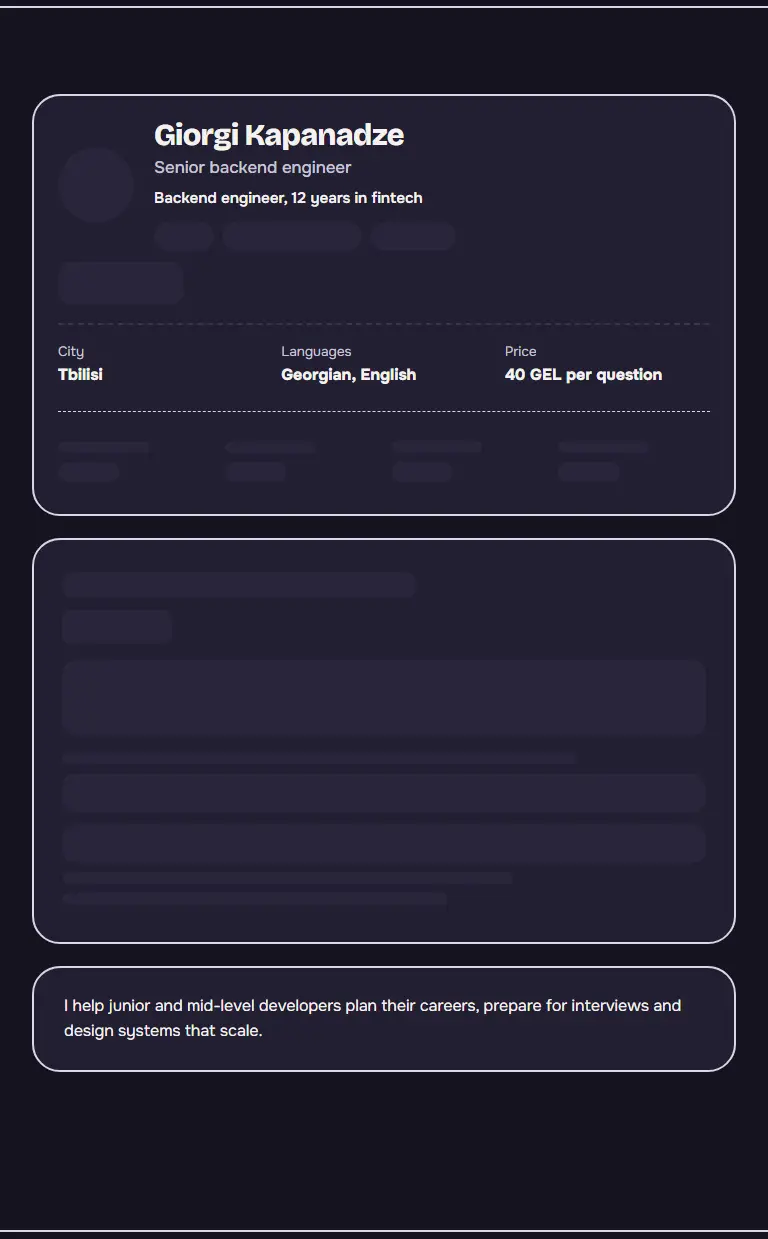 Giorgi Kapanadze
Senior backend engineer
Backend engineer, 12 years in fintech
City
Languages
Price
Tbilisi
Georgian, English
40 GEL per question
I help junior and mid-level developers plan their careers, prepare for interviews and
design systems that scale.